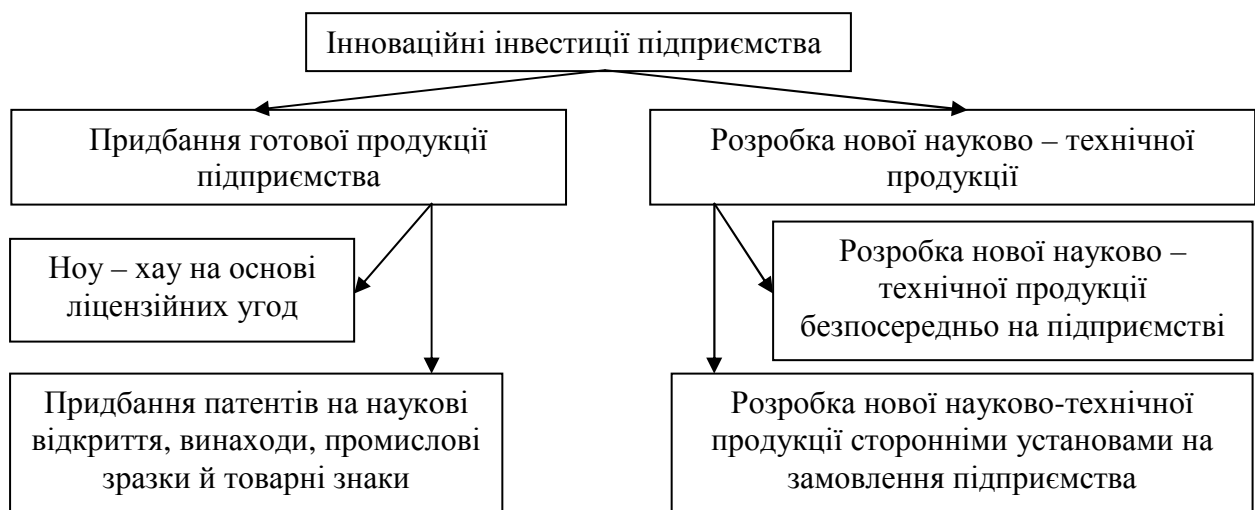 Інноваційні інвестиції підприємства
Придбання готової продукції
підприємства
Розробка нової науково – технічної
продукції
Ноу – хау на основі
ліцензійних угод
Розробка нової науково –
технічної продукції
безпосередньо на підприємстві
Придбання патентів на наукові
відкриття, винаходи, промислові
зразки й товарні знаки
Розробка нової науково-технічної
продукції сторонніми установами на
замовлення підприємства